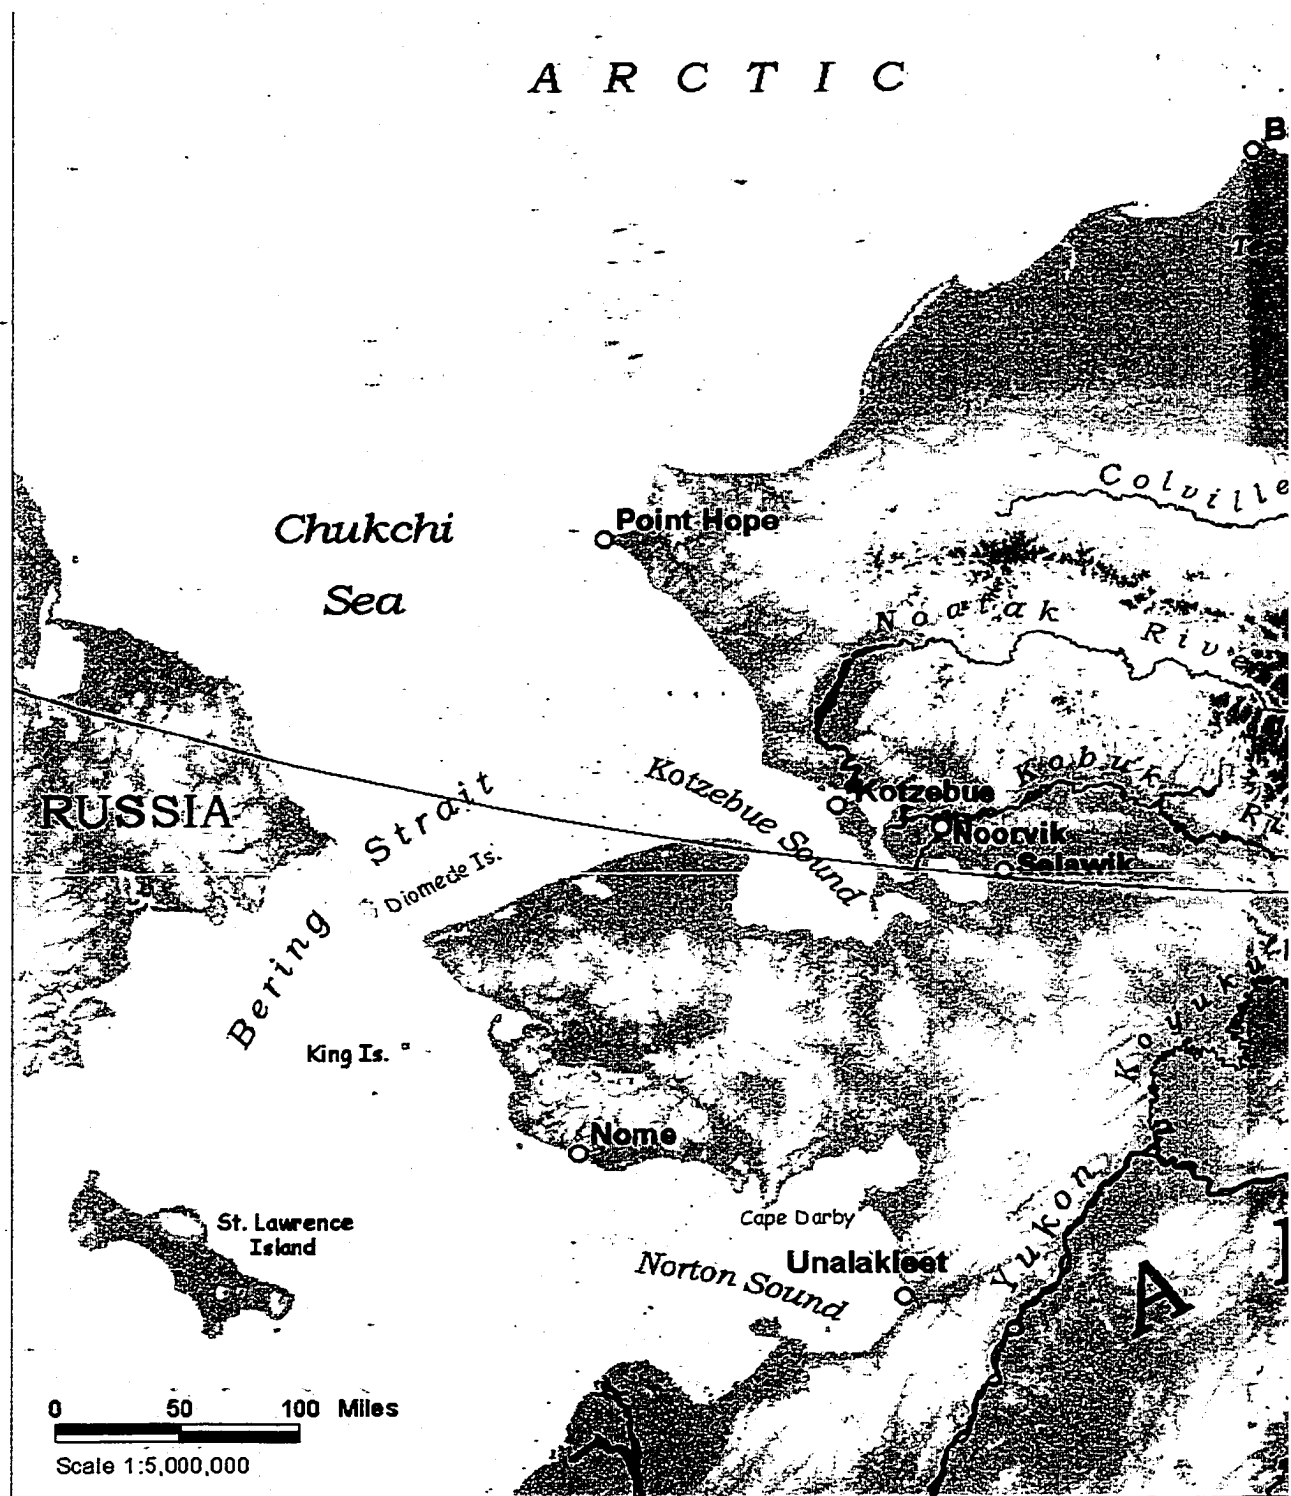 ARCTIC
Point Hope
Chukchi
Sea
Colville
Noatak
River
RUSSIA
Bering Strait
Diomede Is.
Kotzebue Sound
Kotzebue
Kobuk
Noorvik
Selawik
King Is.
Nome
Koyukuk
Yukon
St. Lawrence
Island
Cape Darby
Norton Sound
Unalakleet
A
0 50 100 Miles
Scale 1:5,000,000